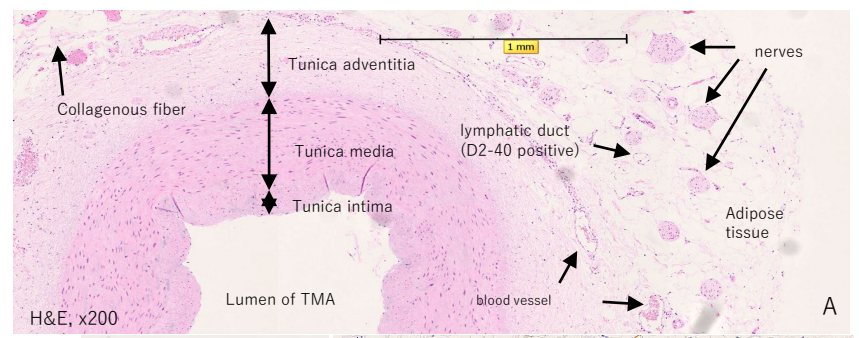 1 mm
nerves
Tunica adventitia
Collagenous fiber
lymphatic duct
(D2-40 positive)
Tunica media
Tunica intima
Adipose
tissue
Lumen of TMA
blood vessel
H&E, x200
A